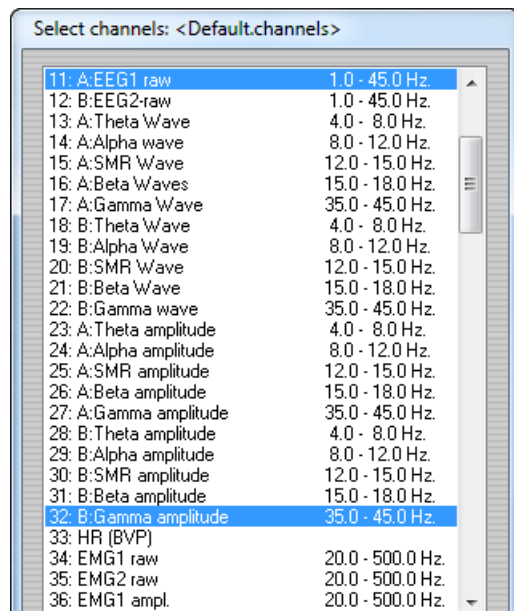 Select channels: <Default.channels>
11: A:EEG1 raw 1.0 - 45.0 Hz.
12: B:EEG2-raw 1.0 - 45.0 Hz.
13: A:Theta Wave 4.0 - 8.0 Hz.
14: A:Alpha wave 8.0 - 12.0 Hz.
15: A:SMR Wave 12.0 - 15.0 Hz.
16: A:Beta Waves 15.0 - 18.0 Hz.
17: A:Gamma Wave 35.0 - 45.0 Hz.
18: B:Theta Wave 4.0 - 8.0 Hz.
19: B:Alpha Wave 8.0 - 12.0 Hz.
20: B:SMR Wave 12.0 - 15.0 Hz.
21: B:Beta Wave 15.0 - 18.0 Hz.
22: B:Gamma wave 35.0 - 45.0 Hz.
23: A:Theta amplitude 4.0 - 8.0 Hz.
24: A:Alpha amplitude 8.0 - 12.0 Hz.
25: A:SMR amplitude 12.0 - 15.0 Hz.
26: A:Beta amplitude 15.0 - 18.0 Hz.
27: A:Gamma amplitude 35.0 - 45.0 Hz.
28: B:Theta amplitude 4.0 - 8.0 Hz.
29: B:Alpha amplitude 8.0 - 12.0 Hz.
30: B:SMR amplitude 12.0 - 15.0 Hz.
31: B:Beta amplitude 15.0 - 18.0 Hz.
32: B:Gamma amplitude 35.0 - 45.0 Hz.
33: HR (BVP)
34: EMG1 raw 20.0 - 500.0 Hz.
35: EMG2 raw 20.0 - 500.0 Hz.
36: EMG1 ampl. 20.0 - 500.0 Hz.